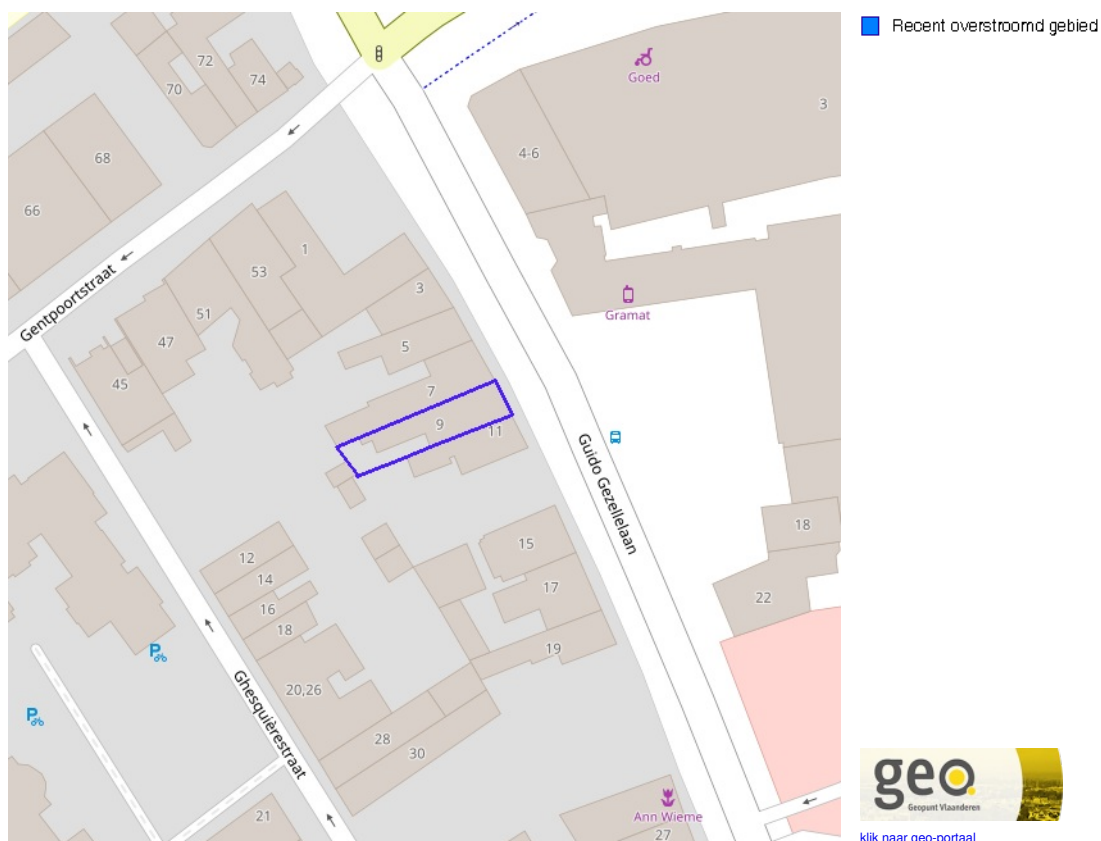 Recent overstroomd gebied
72
70
74
Goed
3
4-6
68
66
1
53
3
Gentpoortstraat
51
Gramat
47
5
45
7
9
11
Guido Gezellelaan
18
15
12
14
17
22
16
18
19
P
Ghesquièrestraat
20,26
P
28
30
geo
Geopunt Vlaanderen
21
Ann Wieme
27
klik naar geo-portaal